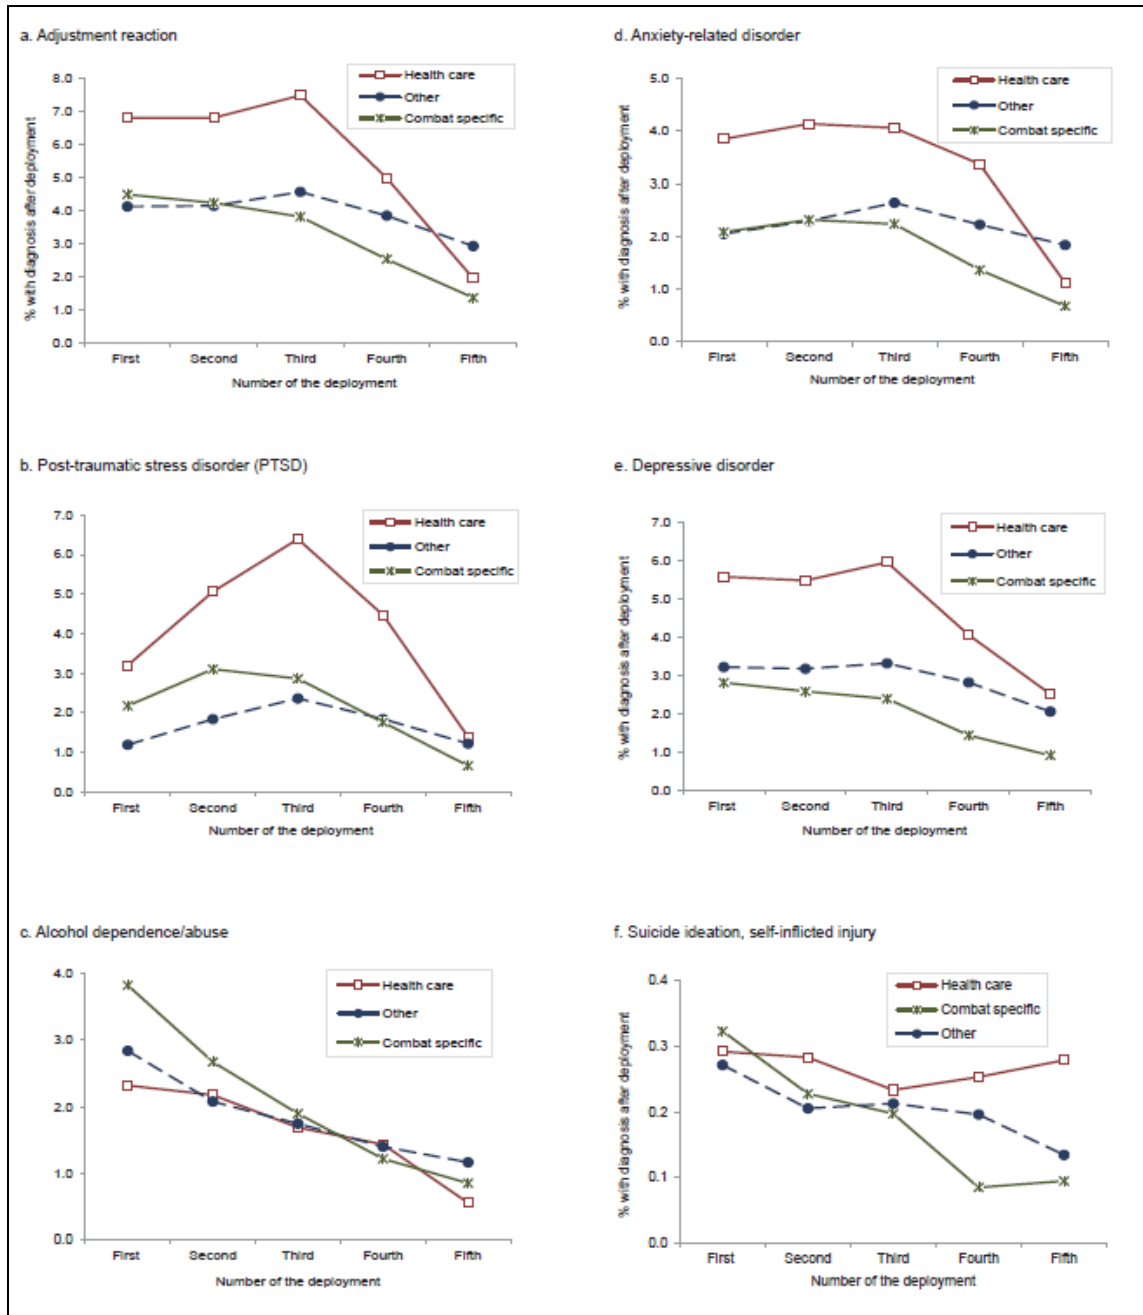 a. Adjustment reaction
% with diagnosis after deployment
8.0
7.0
6.0
5.0
4.0
3.0
2.0
1.0
0.0
Health care
Other
Combat specific
First Second Third Fourth Fifth
Number of the deployment
d. Anxiety-related disorder
% with diagnosis after deployment
5.0
4.0
3.0
2.0
1.0
0.0
Health care
Other
Combat specific
First Second Third Fourth Fifth
Number of the deployment
b. Post-traumatic stress disorder (PTSD)
7.0
6.0
5.0
4.0
3.0
2.0
1.0
0.0
Health care
Other
Combat specific
First Second Third Fourth Fifth
Number of the deployment
e. Depressive disorder
% with diagnosis after deployment
7.0
6.0
5.0
4.0
3.0
2.0
1.0
0.0
Health care
Other
Combat specific
First Second Third Fourth Fifth
Number of the deployment
c. Alcohol dependence/abuse
4.0
3.0
2.0
1.0
0.0
Health care
Other
Combat specific
First Second Third Fourth Fifth
Number of the deployment
f. Suicide ideation, self-inflicted injury
% with diagnosis after deployment
0.4
0.3
0.2
0.1
0.0
Health care
Combat specific
Other
First Second Third Fourth Fifth
Number of the deployment